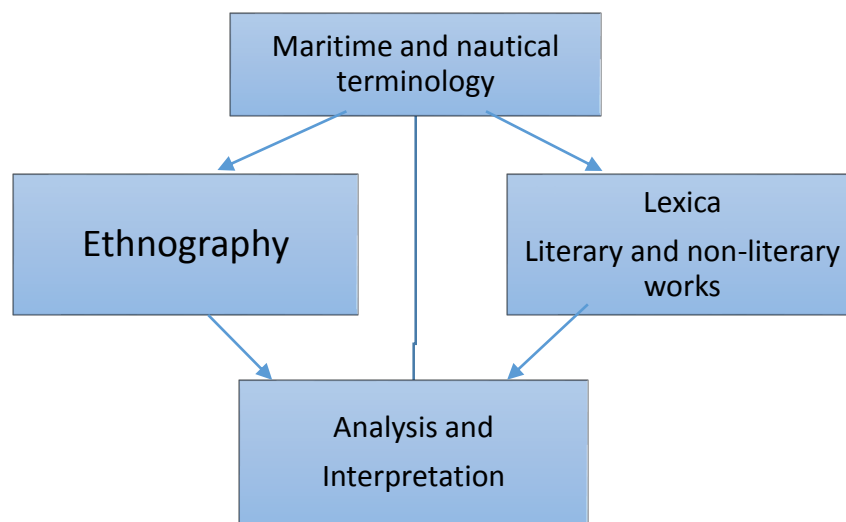 Maritime and nautical
terminology
Ethnography
Lexica
Literary and non-literary
works
Analysis and
Interpretation